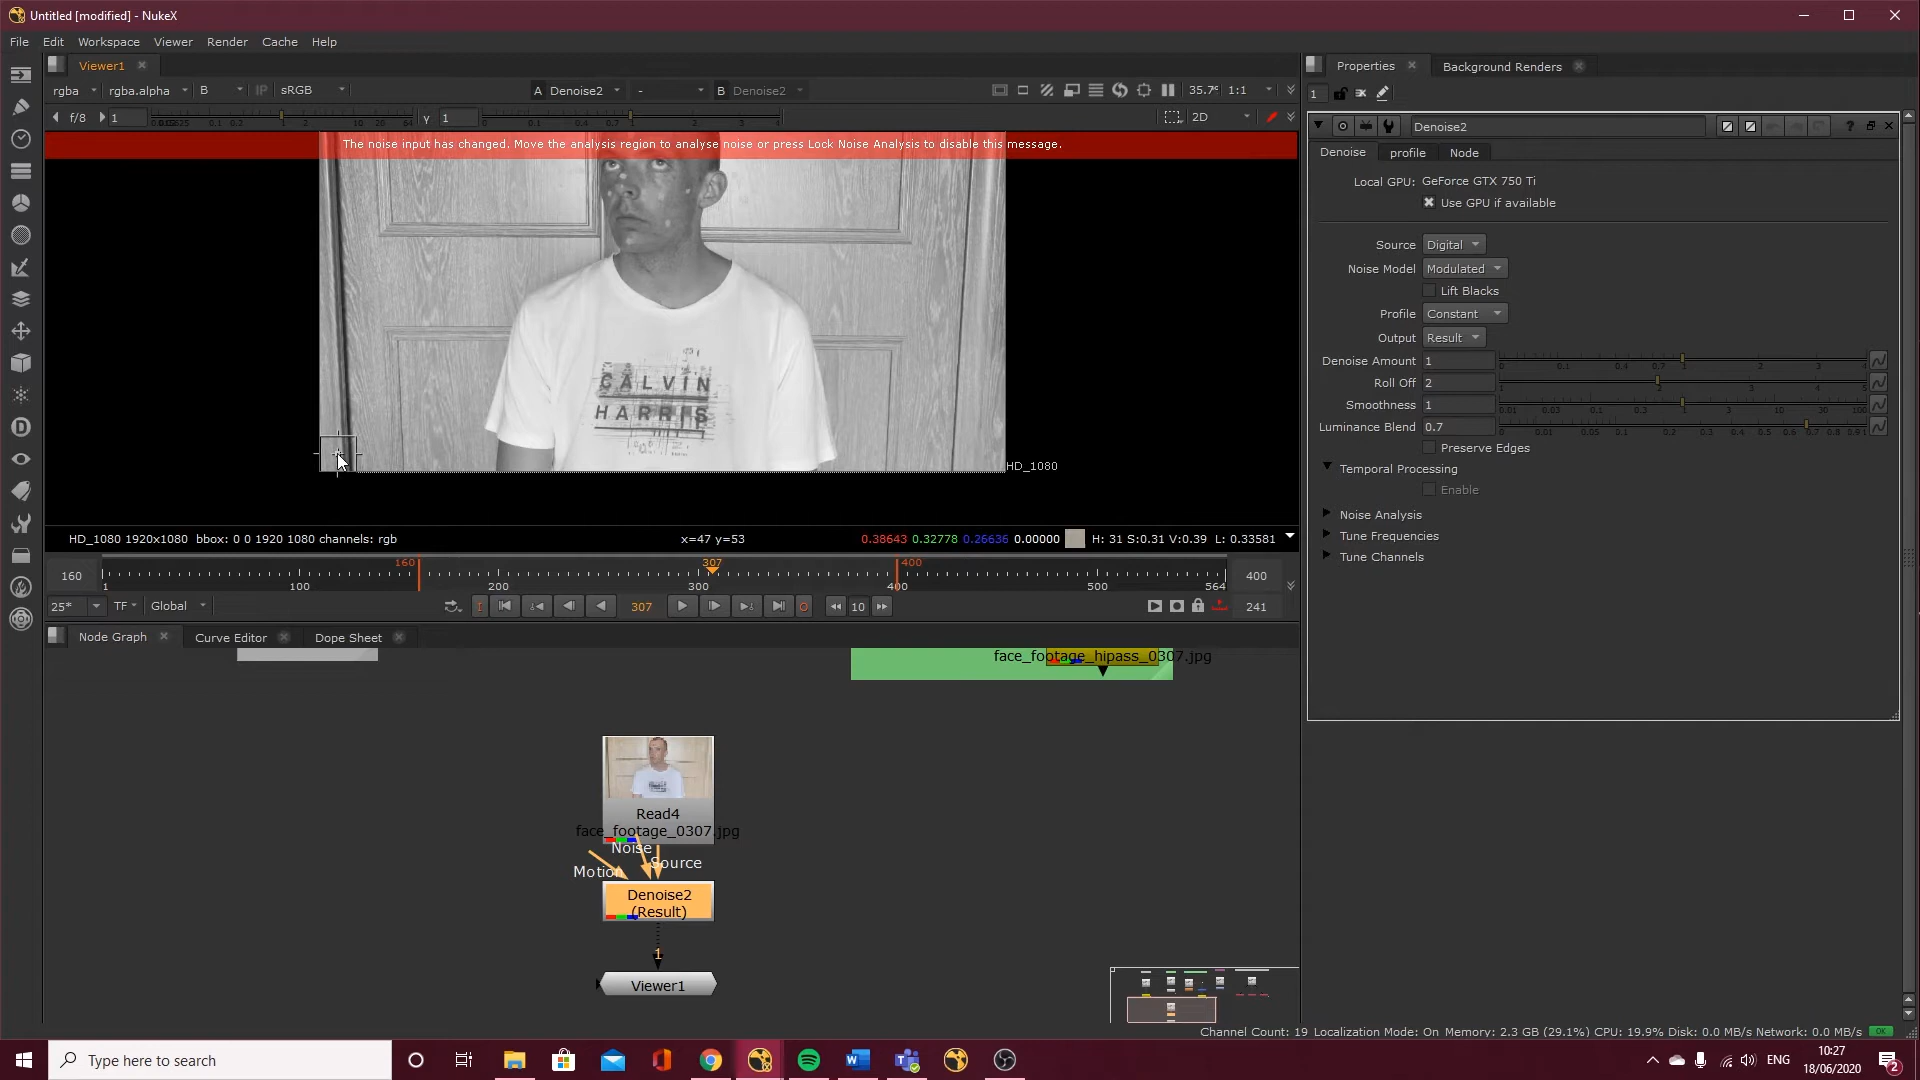 Untitled [modified] - NukeX
File Edit Workspace Viewer Render Cache Help
Viewer1
Properties
Background Renders
rgba rgba.alpha B IP sRGB A Denoise2 - B Denoise2 35.7 1:1
1
f/8 1 y 1 2D
The noise input has changed. Move the analysis region to analyse noise or press Lock Noise Analysis to disable this message.
Denoise2
Denoise profile Node
Local GPU: GeForce GTX 750 Ti
Use GPU if available
Source Digital
Noise Model Modulated
Lift Blacks
Profile Constant
Output Result
Denoise Amount 1
Roll Off 2
Smoothness 1
Luminance Blend 0.7
Preserve Edges
Temporal Processing
Enable
Noise Analysis
Tune Frequencies
Tune Channels
CALVIN
HARRIS
HD_1080
HD_1080 1920x1080 bbox: 0 0 1920 1080 channels: rgb x=47 y=53 0.38643 0.32778 0.26636 0.00000 H: 31 S:0.31 V:0.39 L: 0.33581
160 160 307 400 400
1 100 200 300 400 500 564
25* TF Global 307 10 241
Node Graph Curve Editor Dope Sheet
face_footage_hipass_0307.jpg
Read4
face_footage_0307.jpg
Noise
Source
Motion
Denoise2
(Result)
1
Viewer1
Channel Count: 19 Localization Mode: On Memory: 2.3 GB (29.1%) CPU: 19.9% Disk: 0.0 MB/s Network: 0.0 MB/s OK
Type here to search
ENG
10:27
18/06/2020
2